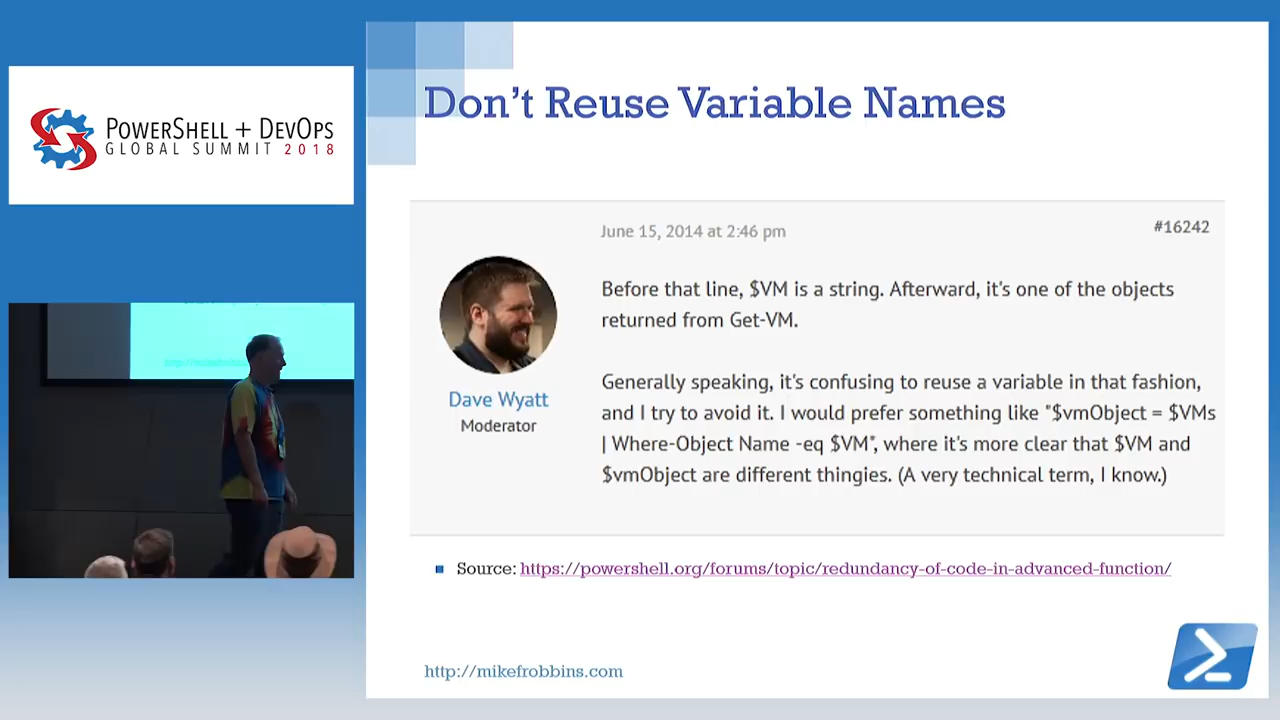 POWERSHELL + DEVOPS
GLOBAL SUMMIT 2018
Don't Reuse Variable Names
June 15, 2014 at 2:46 pm
#16242
Before that line, $VM is a string. Afterward, it's one of the objects
returned from Get-VM.
Generally speaking, it's confusing to reuse a variable in that fashion,
and I try to avoid it. I would prefer something like "$vmObject = $VMs
| Where-Object Name -eq $VM", where it's more clear that $VM and
$vmObject are different thingies. (A very technical term, I know.)
Dave Wyatt
Moderator
Source: https://powershell.org/forums/topic/redundancy-of-code-in-advanced-function/
http://mikefrobbins.com